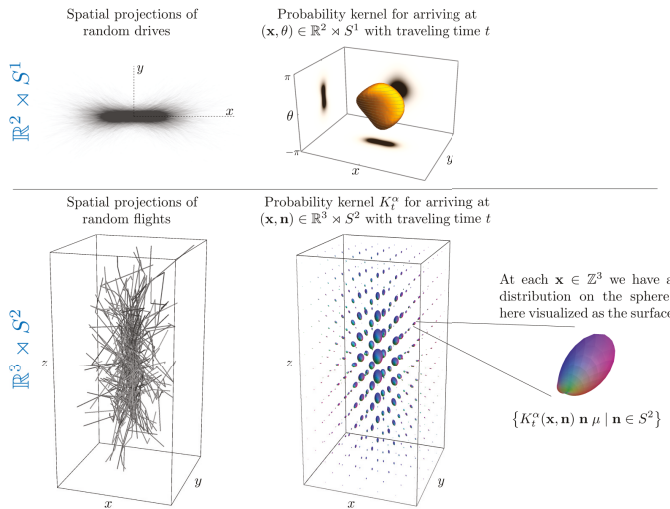 Spatial projections of
random drives
Probability kernel for arriving at
(x, θ) ∈ ℝ² ⋊ S¹ with traveling time t
ℝ² ⋊ S¹
y
x
π
θ
−π
x
y
Spatial projections of
random flights
Probability kernel Kₜᵅ for arriving at
(x, n) ∈ ℝ³ ⋊ S² with traveling time t
ℝ³ ⋊ S²
z
x
y
z
x
y
At each x ∈ ℤ³ we have a
distribution on the sphere
here visualized as the surface
{Kₜᵅ(x, n) n μ | n ∈ S²}